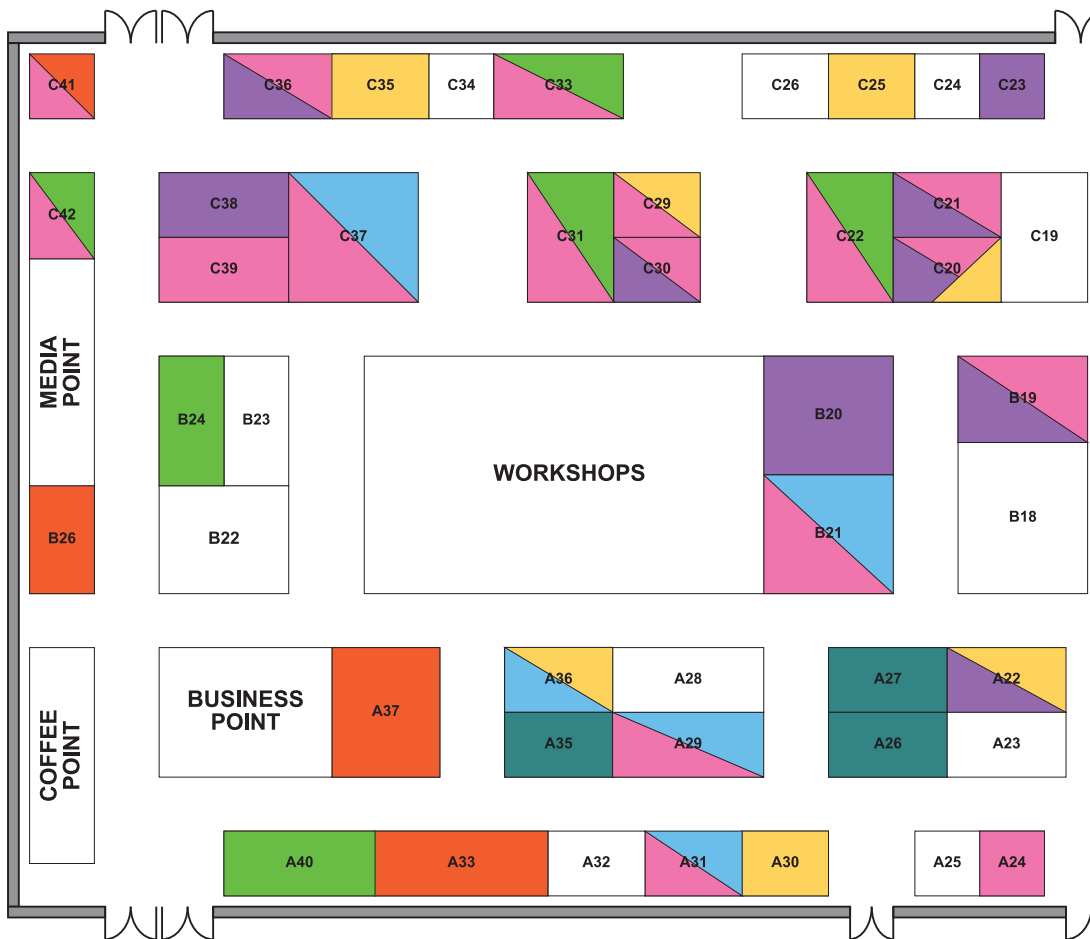 C41
C36
C35
C34
C33
C26
C25
C24
C23
C42
C38
C39
C37
C31
C29
C30
C22
C21
C20
C19
MEDIA
POINT
B24
B23
B22
B26
WORKSHOPS
B20
B21
B19
B18
COFFEE
POINT
BUSINESS
POINT
A37
A36
A28
A35
A29
A27
A22
A26
A23
A40
A33
A32
A31
A30
A25
A24